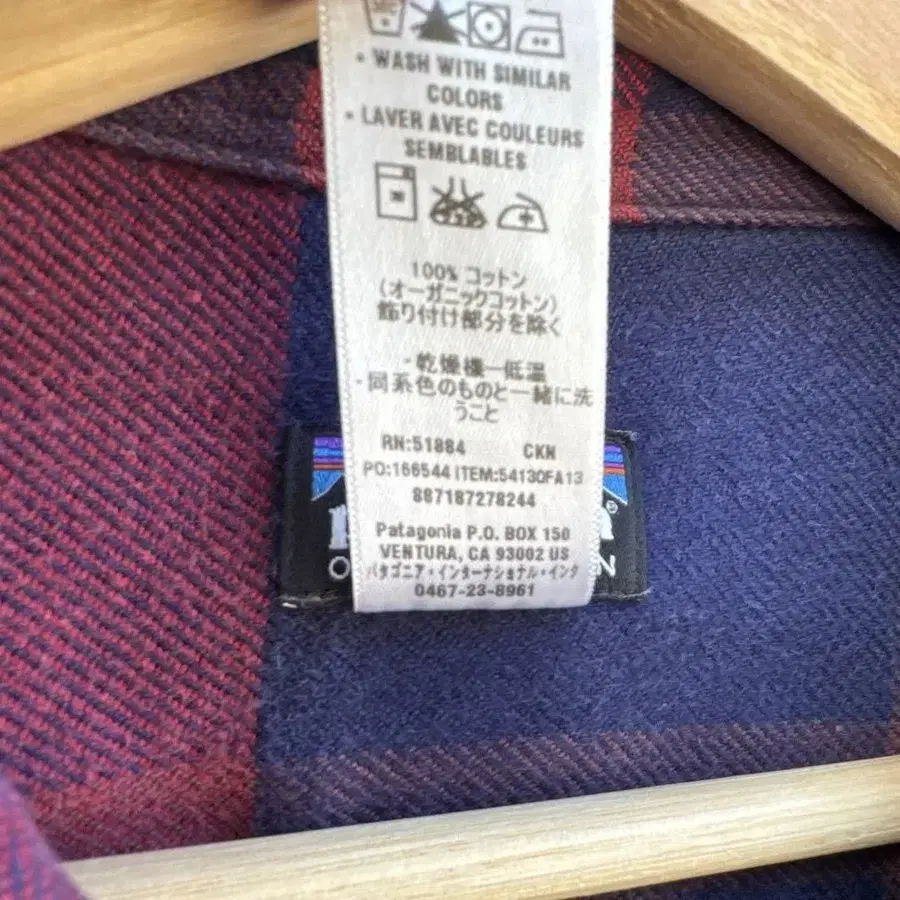 • WASH WITH SIMILAR
COLORS
• LAVER AVEC COULEURS
SEMBLABLES
100% コットン
(オーガニックコットン)
飾り付け部分を除く
・乾燥機ー低温
・同系色のものと一緒に洗
うこと
RN:51884 CKN
PO:166544 ITEM:54130FA13
887187278244
Patagonia P.O. BOX 150
VENTURA, CA 93002 US
パタゴニア・インターナショナル・インク
0467-23-8961